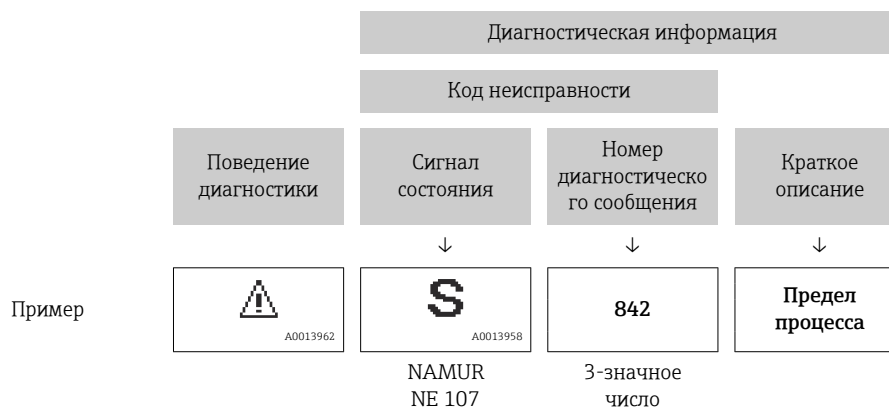 Диагностическая информация
Код неисправности
Поведение
диагностики
Сигнал
состояния
Номер
диагностическо
го сообщения
Краткое
описание
↓ ↓ ↓
Пример
A0013962
S
A0013958
842
Предел
процесса
NAMUR
NE 107
3-значное
число